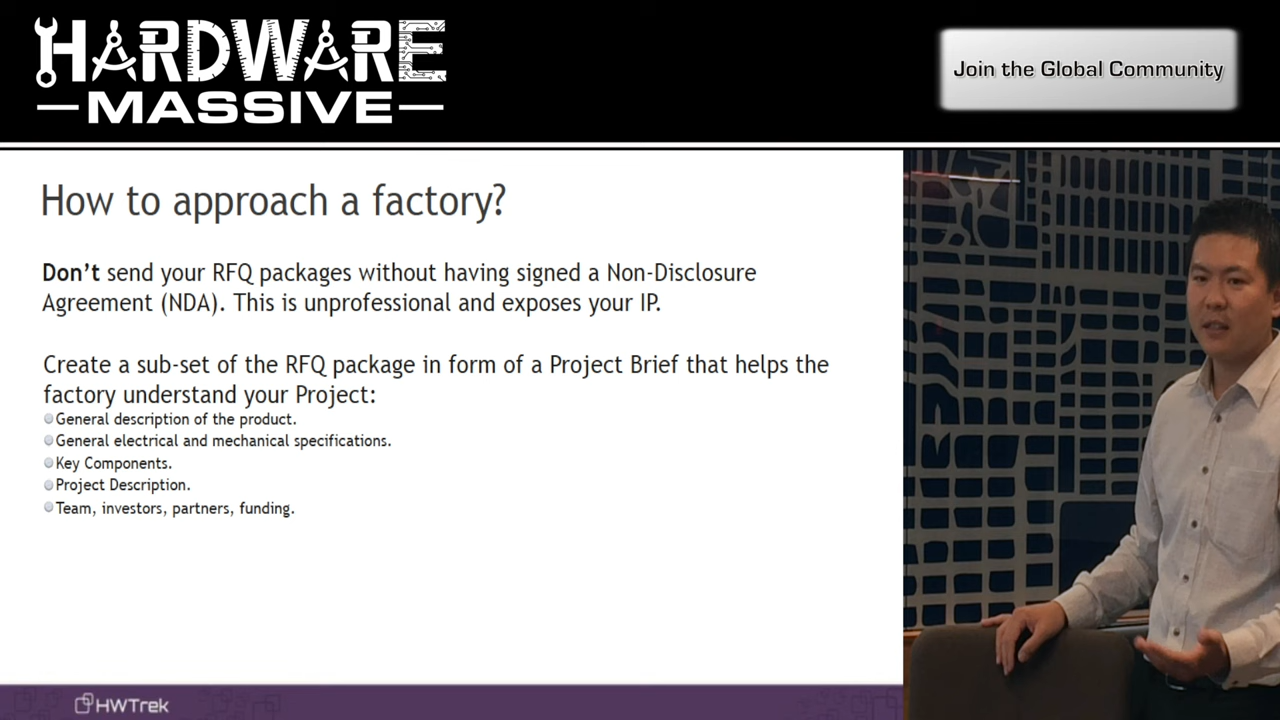 HARDWARE
MASSIVE
Join the Global Community
How to approach a factory?
Don't send your RFQ packages without having signed a Non-Disclosure
Agreement (NDA). This is unprofessional and exposes your IP.
Create a sub-set of the RFQ package in form of a Project Brief that helps the
factory understand your Project:
General description of the product.
General electrical and mechanical specifications.
Key Components.
Project Description.
Team, investors, partners, funding.
HWTrek